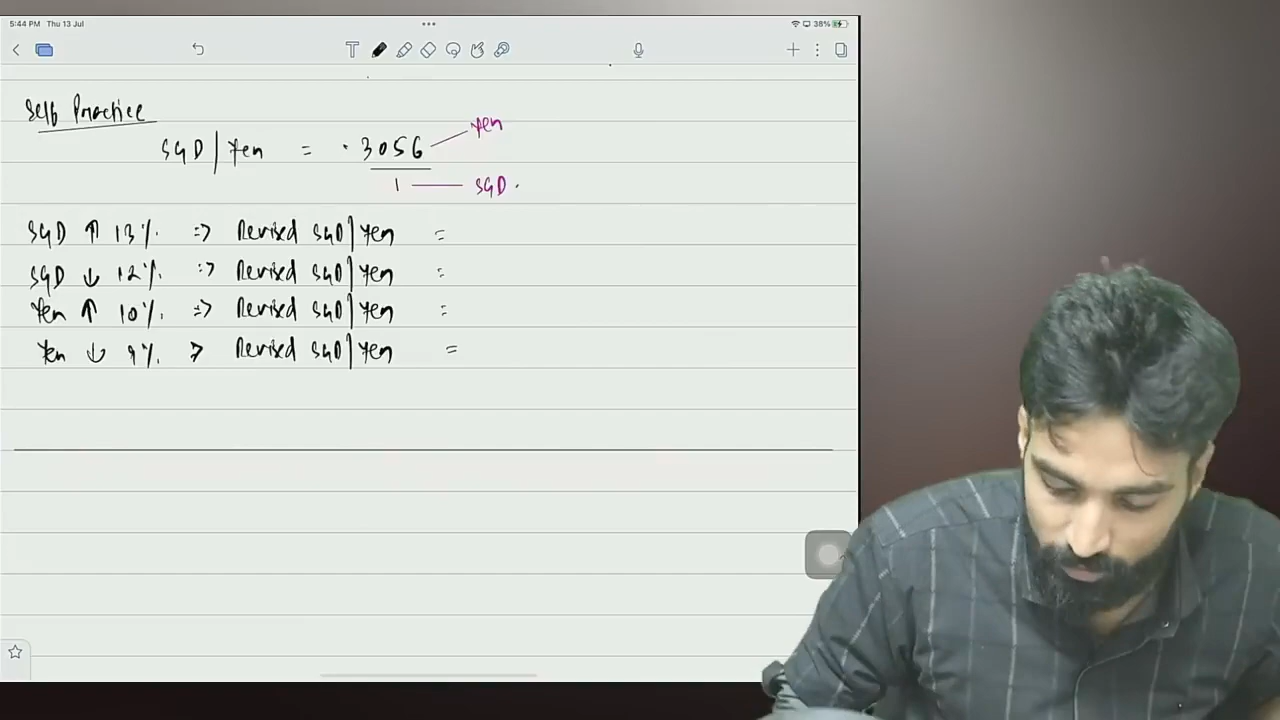 5:44 PM Thu 13 Jul
38%
Self Practice
SGD | Yen = .3056 — Yen
1 — SGD.
SGD ↑ 13% => Revised SGD | Yen =
SGD ↓ 12% => Revised SGD | Yen =
Yen ↑ 10% => Revised SGD | Yen =
Yen ↓ 9% => Revised SGD | Yen =